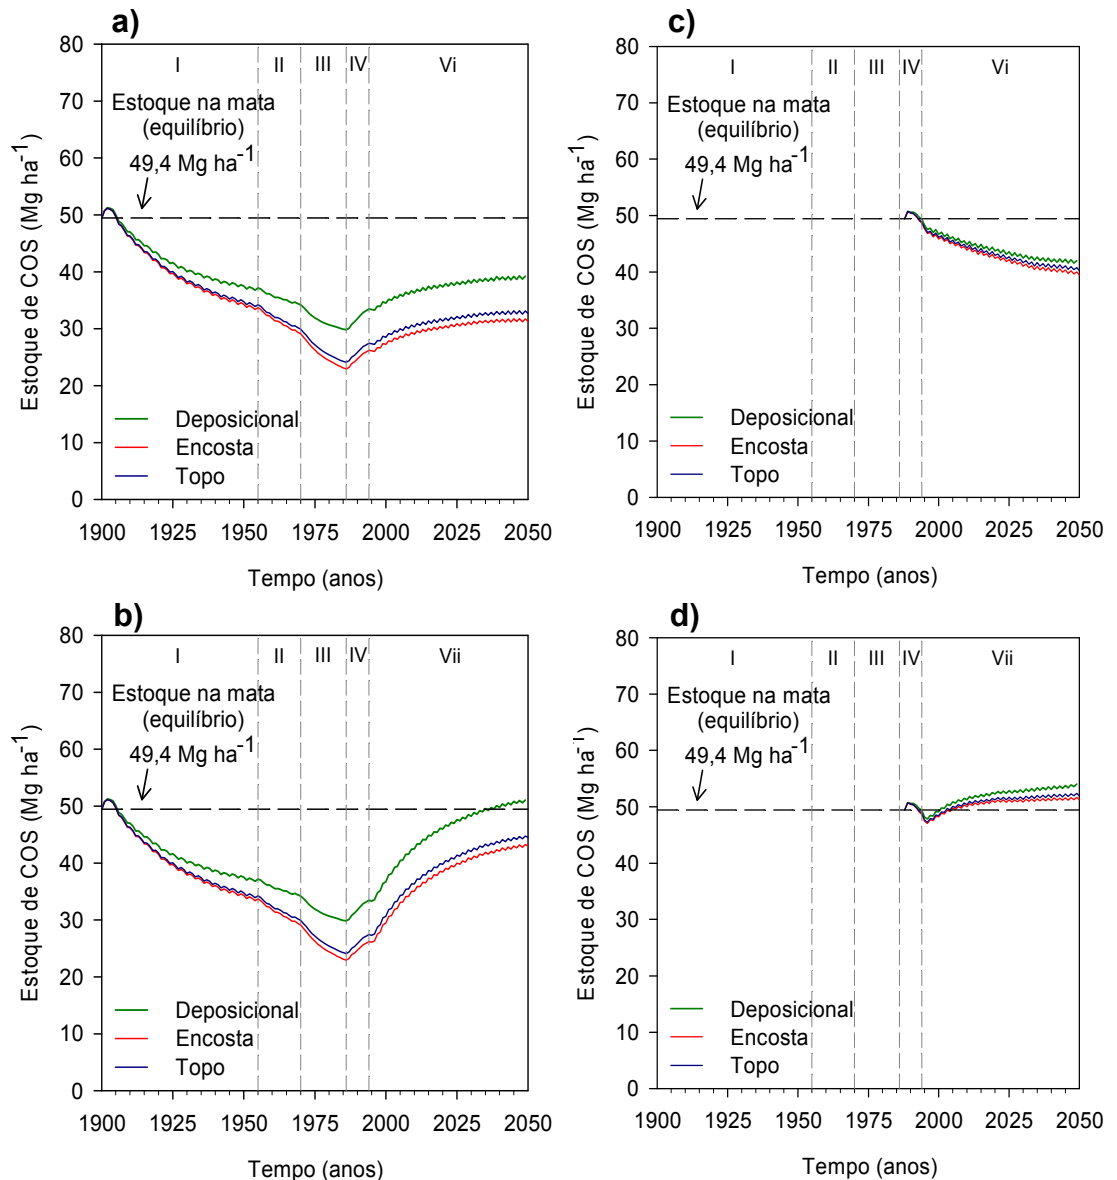 a)
Estoque de COS (Mg ha-1)
80
70
60
50
40
30
20
10
0
I
II
III
IV
Vi
Estoque na mata
(equilíbrio)
49,4 Mg ha-1
Deposicional
Encosta
Topo
1900 1925 1950 1975 2000 2025 2050
Tempo (anos)
c)
Estoque de COS (Mg ha-1)
80
70
60
50
40
30
20
10
0
I
II
III
IV
Vi
Estoque na mata
(equilíbrio)
49,4 Mg ha-1
Deposicional
Encosta
Topo
1900 1925 1950 1975 2000 2025 2050
Tempo (anos)
b)
Estoque de COS (Mg ha-1)
80
70
60
50
40
30
20
10
0
I
II
III
IV
Vii
Estoque na mata
(equilíbrio)
49,4 Mg ha-1
Deposicional
Encosta
Topo
1900 1925 1950 1975 2000 2025 2050
Tempo (anos)
d)
Estoque de COS (Mg ha-1)
80
70
60
50
40
30
20
10
0
I
II
III
IV
Vii
Estoque na mata
(equilíbrio)
49,4 Mg ha-1
Deposicional
Encosta
Topo
1900 1925 1950 1975 2000 2025 2050
Tempo (anos)